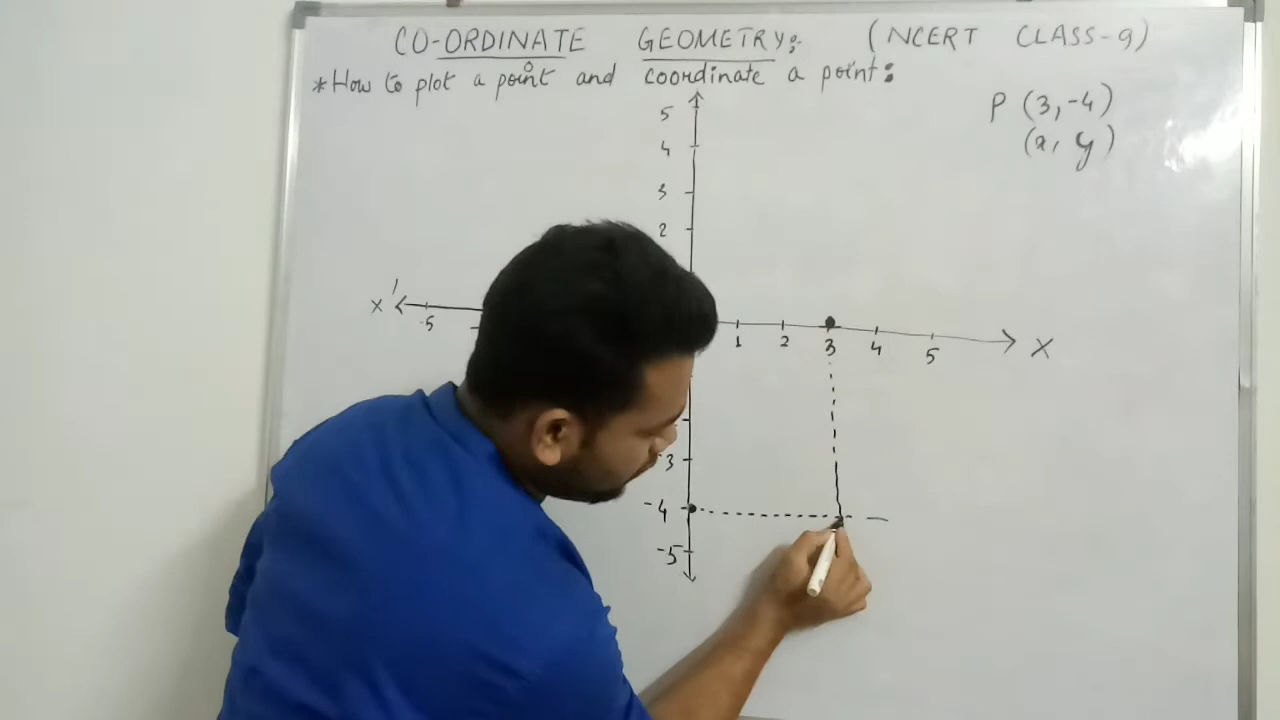 CO-ORDINATE GEOMETRY: (NCERT CLASS-9)
*How to plot a point and coordinate a point:
P (3,-4)
(x, y)
5
4
3
2
X'
-5
1
2
3
4
5
X
-3
-4
-5